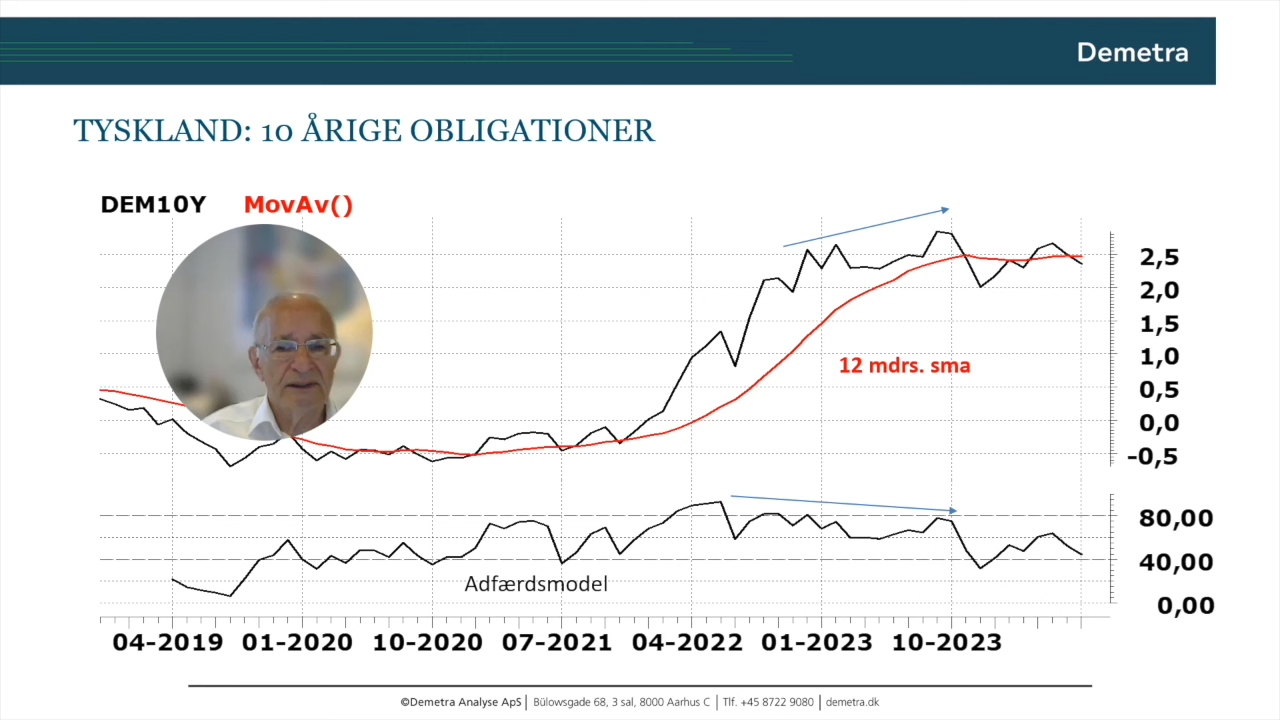 Demetra
TYSKLAND: 10 ÅRIGE OBLIGATIONER
DEM10Y MovAv()
2,5
2,0
1,5
12 mdrs. sma
1,0
0,5
0,0
-0,5
80,00
40,00
Adfærdsmodel
0,00
04-2019 01-2020 10-2020 07-2021 04-2022 01-2023 10-2023
©Demetra Analyse ApS | Bülowsgade 68, 3 sal, 8000 Aarhus C | Tlf. +45 8722 9080 | demetra.dk